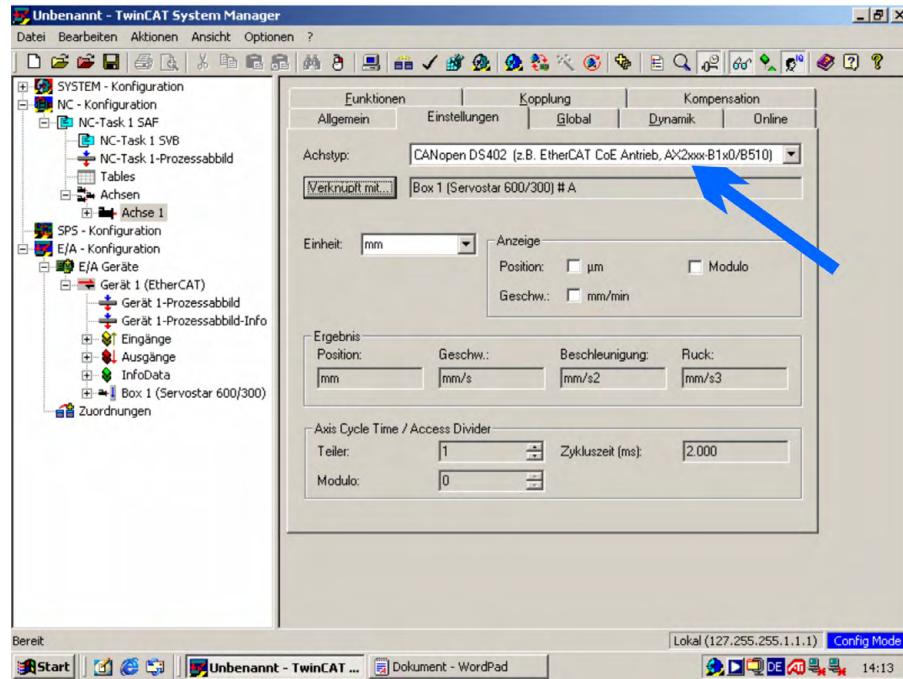 Unbenannt - TwinCAT System Manager
Datei Bearbeiten Aktionen Ansicht Optionen ?
SYSTEM - Konfiguration
NC - Konfiguration
NC-Task 1 SAF
NC-Task 1 SVB
NC-Task 1-Prozessabbild
Tables
Achsen
Achse 1
SPS - Konfiguration
E/A - Konfiguration
E/A Geräte
Gerät 1 (EtherCAT)
Gerät 1-Prozessabbild
Gerät 1-Prozessabbild-Info
Eingänge
Ausgänge
InfoData
Box 1 (Servostar 600/300)
Zuordnungen
Funktionen Kopplung Kompensation
Allgemein Einstellungen Global Dynamik Online
Achstyp: CANopen DS402 (z.B. EtherCAT CoE Antrieb, AX2xxx-B1x0/B510)
Verknüpft mit... Box 1 (Servostar 600/300) # A
Einheit: mm
Anzeige
Position: µm Modulo
Geschw.: mm/min
Ergebnis
Position: Geschw.: Beschleunigung: Ruck:
mm mm/s mm/s2 mm/s3
Axis Cycle Time / Access Divider
Teiler: 1 Zykluszeit (ms): 2.000
Modulo: 0
Bereit Lokal (127.255.255.1.1.1) Config Mode
Start Unbenannt - TwinCAT ... Dokument - WordPad DE 14:13